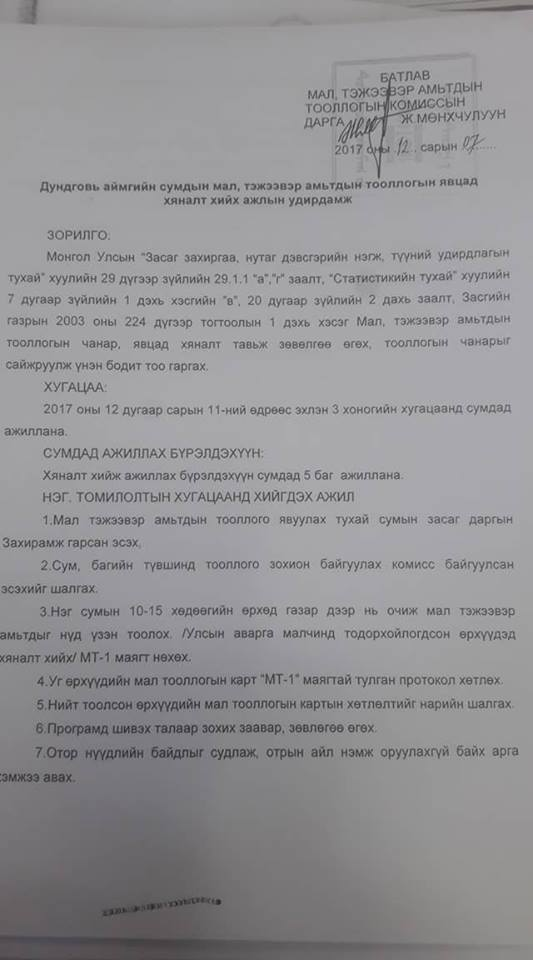 БАТЛАВ
МАЛ, ТЭЖЭЭВЭР АМЬТДЫН
ТООЛЛОГЫН КОМИССЫН
ДАРГА Ж МӨНХЧУЛУУН
2017 оны .12.. сарын 07......
Дундговь аймгийн сумдын мал, тэжээвэр амьтдын тооллогын явцад
хяналт хийх ажлын удирдамж
ЗОРИЛГО:
Монгол Улсын “Засаг захиргаа, нутаг дэвсгэрийн нэгж, түүний удирдлагын
тухай” хуулийн 29 дүгээр зүйлийн 29.1.1 “а”,”г” заалт, “Статистикийн тухай” хуулийн
7 дугаар зүйлийн 1 дэхь хэсгийн “в”, 20 дугаар зүйлийн 2 дахь заалт, Засгийн
газрын 2003 оны 224 дүгээр тогтоолын 1 дэхь хэсэг Мал, тэжээвэр амьтдын
тооллогын чанар, явцад хяналт тавьж зөвөлгөө өгөх, тооллогын чанарыг
сайжруулж үнэн бодит тоо гаргах.
ХУГАЦАА:
2017 оны 12 дугаар сарын 11-ний өдрөөс эхлэн 3 хоногийн хугацаанд сумдад
ажиллана.
СУМДАД АЖИЛЛАХ БҮРЭЛДЭХҮҮН:
Хяналт хийж ажиллах бүрэлдэхүүн сумдад 5 баг ажиллана.
НЭГ. ТОМИЛОЛТЫН ХУГАЦААНД ХИЙГДЭХ АЖИЛ
1.Мал тэжээвэр амьтдын тооллого явуулах тухай сумын засаг даргын
Захирамж гарсан эсэх,
2.Сум, багийн түвшинд тооллого зохион байгуулах комисс байгуулсан
эсэхийг шалгах.
3.Нэг сумын 10-15 хөдөөгийн өрхөд газар дээр нь очиж мал тэжээвэр
амьтдыг нүд үзэн тоолох. /Улсын аварга малчинд тодорхойлогдсон өрхүүдэд
хяналт хийх/ МТ-1 маягт нөхөх.
4.Уг өрхүүдийн мал тооллогын карт “МТ-1” маягтай тулган протокол хөтлөх.
5.Нийт тоолсон өрхүүдийн мал тооллогын картын хөтлөлтийг нарийн шалгах.
6.Програмд шивэх талаар зохих заавар, зөвлөгөө өгөх.
7.Отор нүүдлийн байдлыг судлаж, отрын айл нэмж оруулахгүй байх арга
хэмжээ авах.